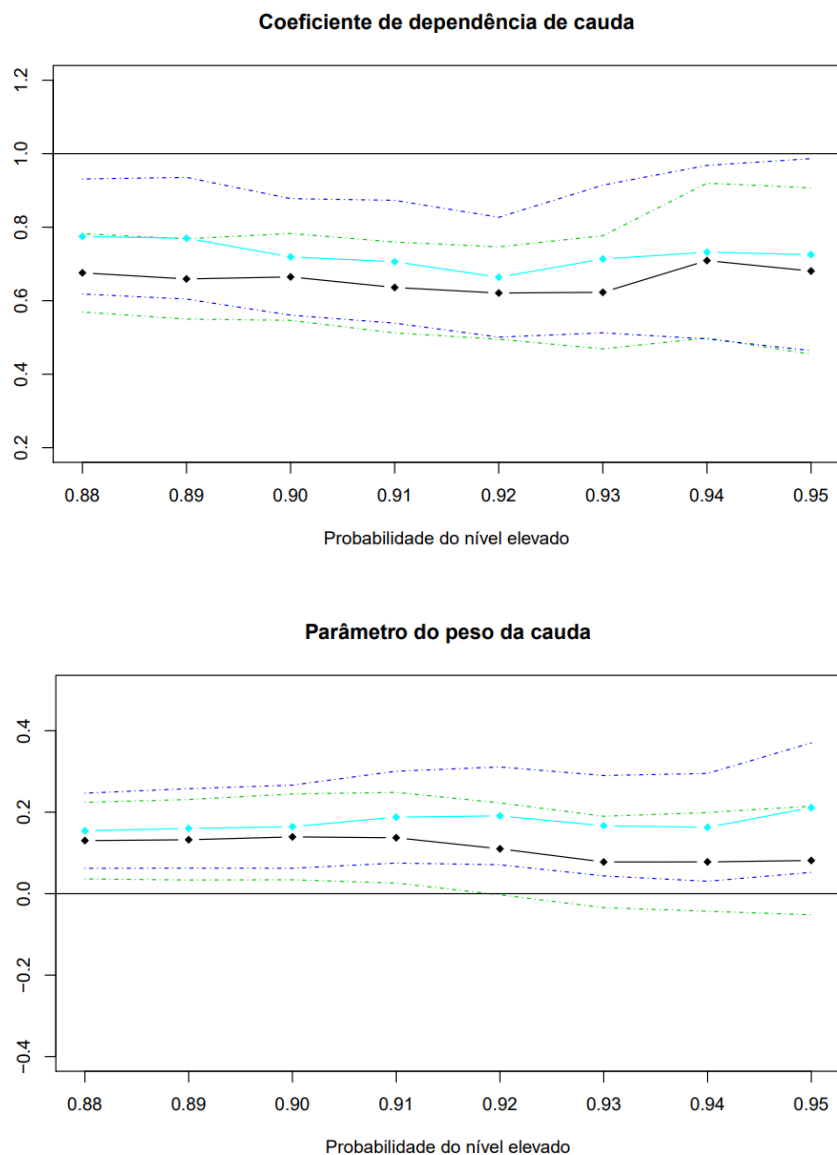 Coeficiente de dependência de cauda
1.2
1.0
0.8
0.6
0.4
0.2
0.88 0.89 0.90 0.91 0.92 0.93 0.94 0.95
Probabilidade do nível elevado
Parâmetro do peso da cauda
0.4
0.2
0.0
−0.2
−0.4
0.88 0.89 0.90 0.91 0.92 0.93 0.94 0.95
Probabilidade do nível elevado